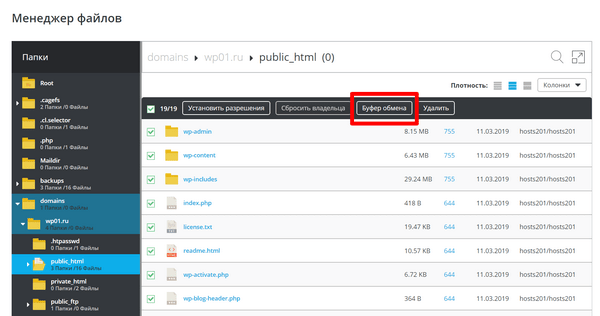 Менеджер файлов
Папки
domains wp01.ru public_html (0)
Плотность:
Колонки
Root
.cagefs
2 Папки /0 Файлы
.cl.selector
0 Папки /1 Файлы
.php
0 Папки /1 Файлы
Maildir
0 Папки /0 Файлы
backups
3 Папки /16 Файлы
domains
1 Папки /0 Файлы
wp01.ru
4 Папки /0 Файлы
.htpasswd
0 Папки /1 Файлы
public_html
3 Папки /16 Файлы
private_html
0 Папки /2 Файлы
public_ftp
0 Папки /0 Файлы
19/19 Установить разрешения Сбросить владельца Буфер обмена Удалить
wp-admin 8.15 MB 755 11.03.2019 hosts201/hosts201
wp-content 6.43 MB 755 11.03.2019 hosts201/hosts201
wp-includes 29.24 MB 755 11.03.2019 hosts201/hosts201
index.php 418 B 644 11.03.2019 hosts201/hosts201
license.txt 19.47 KB 644 11.03.2019 hosts201/hosts201
readme.html 10.57 KB 644 11.03.2019 hosts201/hosts201
wp-activate.php 6.72 KB 644 11.03.2019 hosts201/hosts201
wp-blog-header.php 364 B 644 11.03.2019 hosts201/hosts201